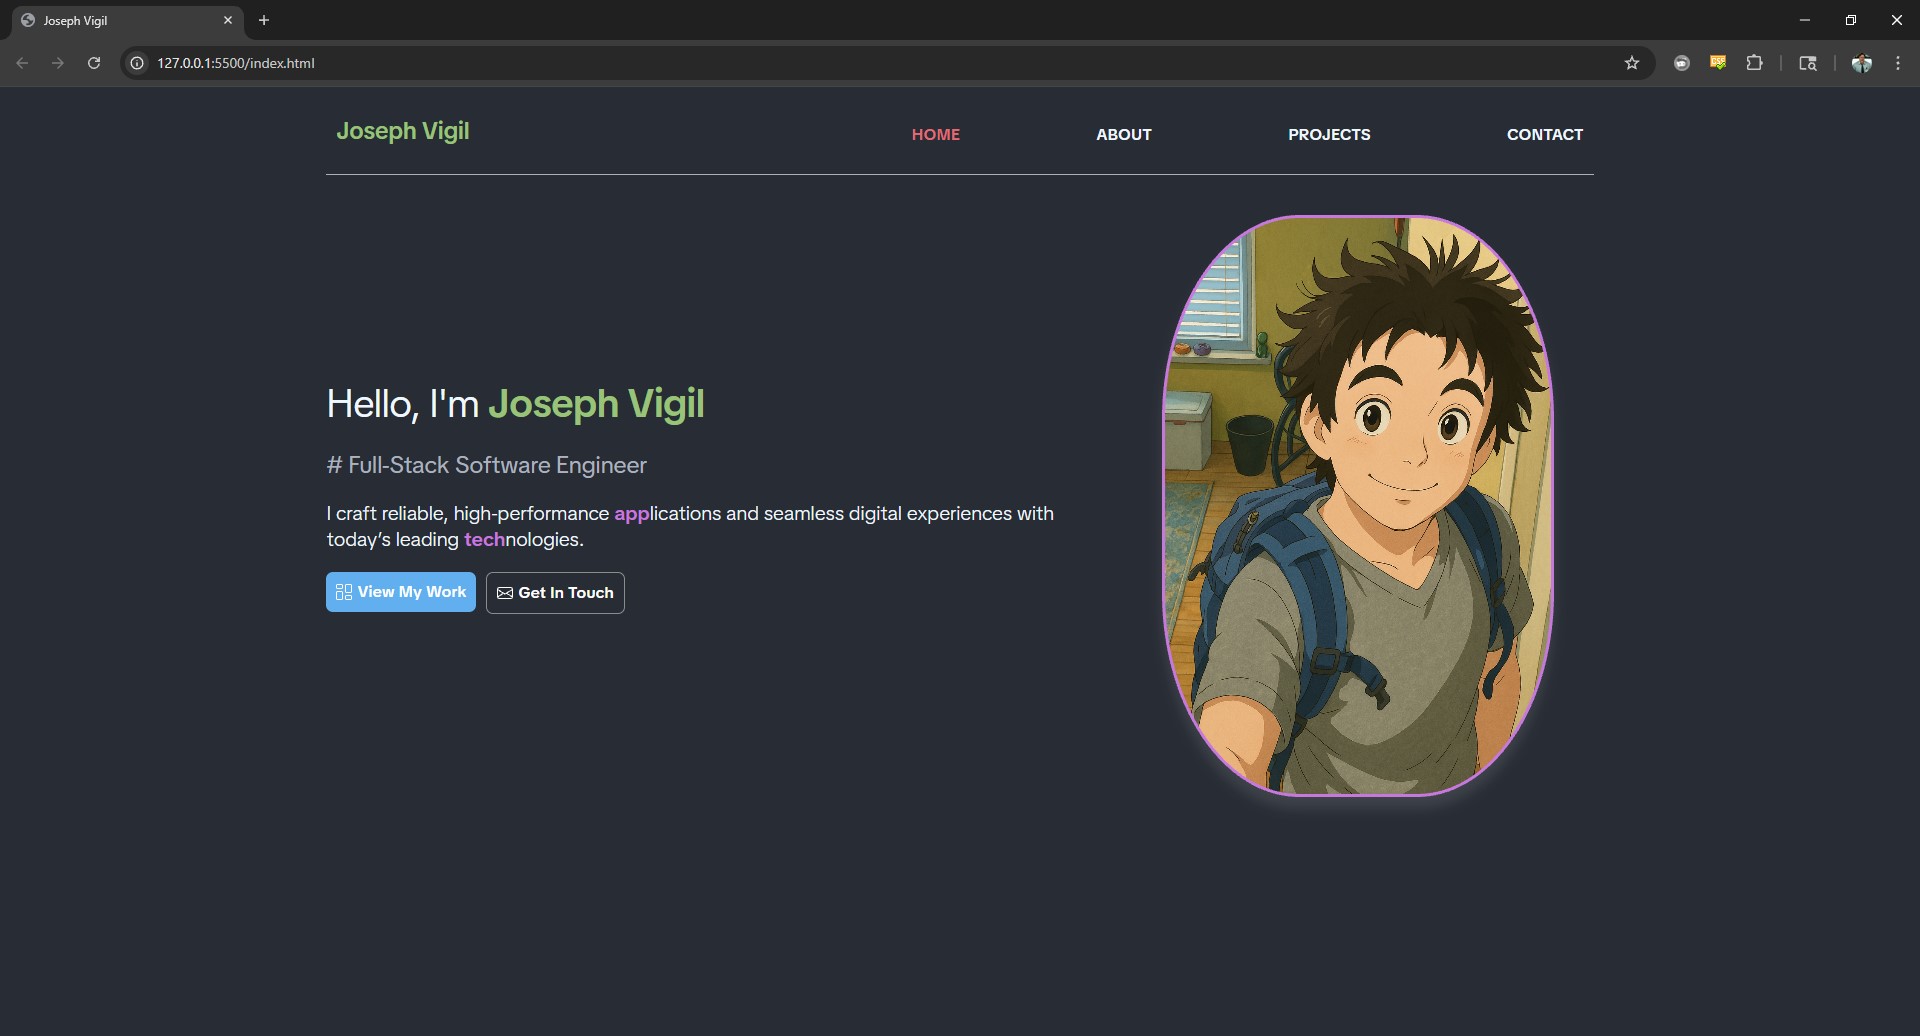 Joseph Vigil
127.0.0.1:5500/index.html
Joseph Vigil
HOME
ABOUT
PROJECTS
CONTACT
Hello, I'm Joseph Vigil
# Full-Stack Software Engineer
I craft reliable, high-performance applications and seamless digital experiences with
today’s leading technologies.
View My Work
Get In Touch